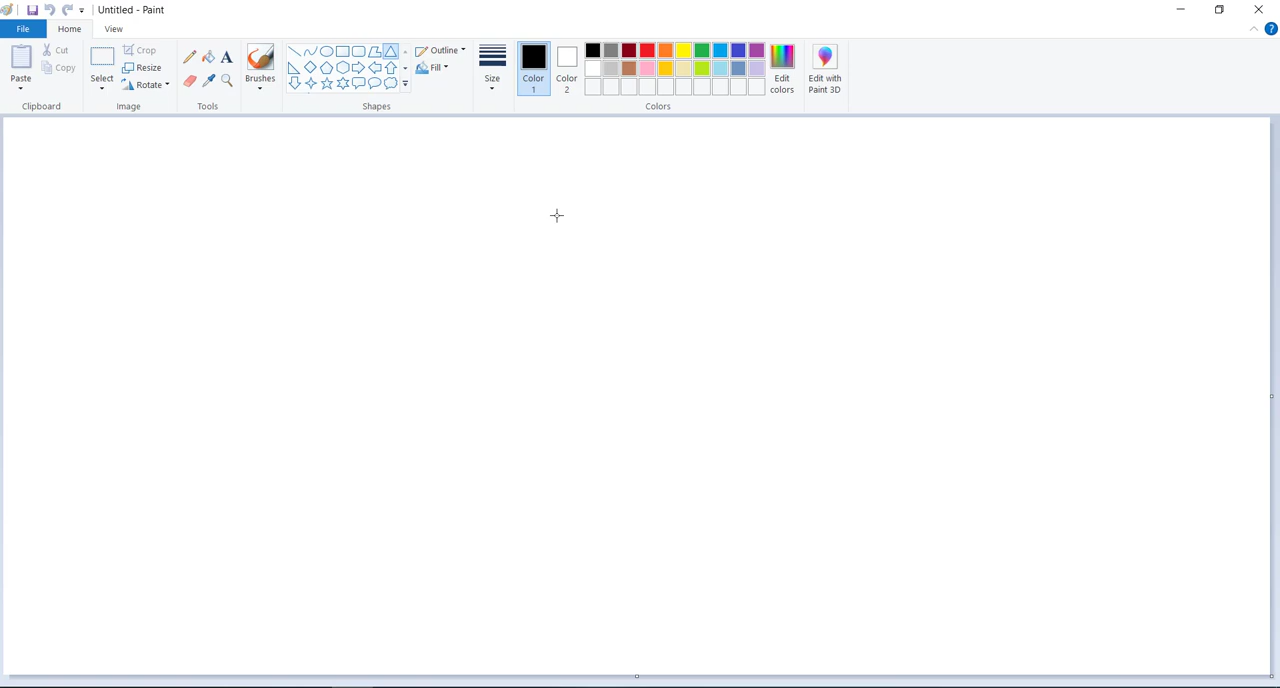 Untitled - Paint
File Home View
Paste
Cut
Copy
Clipboard
Select
Crop
Resize
Rotate
Image
A
Tools
Brushes
Shapes
Outline
Fill
Size
Color 1
Color 2
Edit colors
Colors
Edit with Paint 3D
?